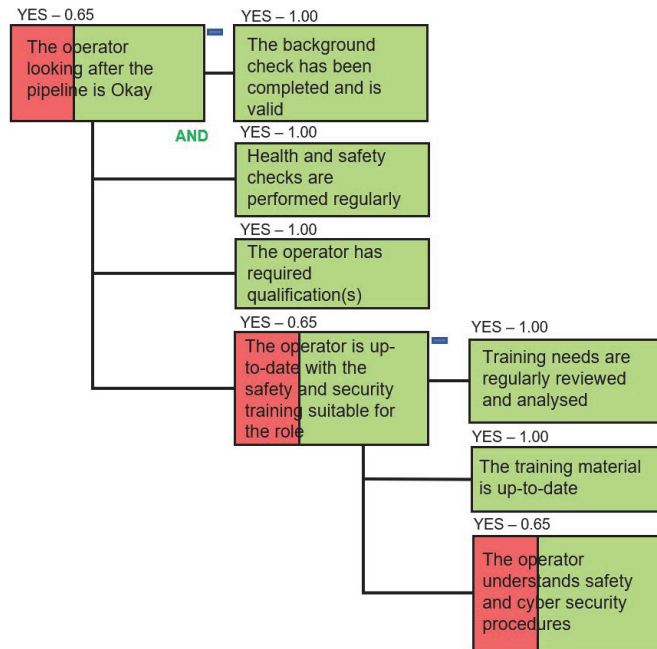 YES – 0.65
The operator
looking after the
pipeline is Okay
AND
YES – 1.00
The background
check has been
completed and is
valid
YES – 1.00
Health and safety
checks are
performed regularly
YES – 1.00
The operator has
required
qualification(s)
YES – 0.65
The operator is up-
to-date with the
safety and security
training suitable for
the role
YES – 1.00
Training needs are
regularly reviewed
and analysed
YES – 1.00
The training material
is up-to-date
YES – 0.65
The operator
understands safety
and cyber security
procedures